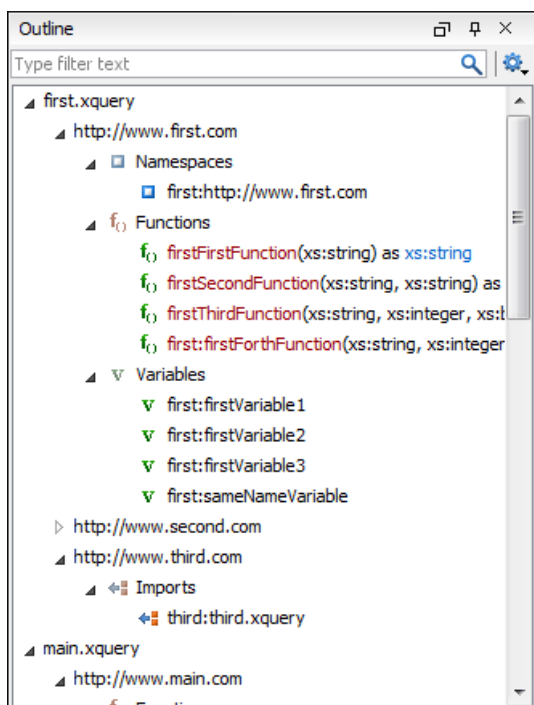 Outline
Type filter text
first.xquery
http://www.first.com
Namespaces
first:http://www.first.com
f() Functions
f() firstFirstFunction(xs:string) as xs:string
f() firstSecondFunction(xs:string, xs:string) as
f() firstThirdFunction(xs:string, xs:integer, xs:
f() first:firstForthFunction(xs:string, xs:integer
v Variables
v first:firstVariable1
v first:firstVariable2
v first:firstVariable3
v first:sameNameVariable
http://www.second.com
http://www.third.com
Imports
third:third.xquery
main.xquery
http://www.main.com